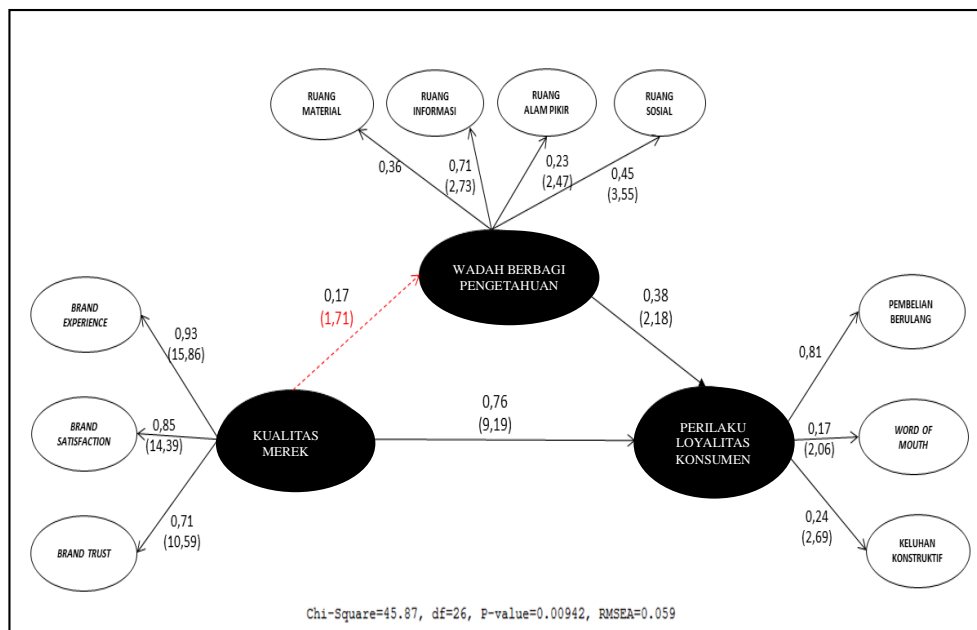 RUANG
MATERIAL
RUANG
INFORMASI
RUANG
ALAM PIKIR
RUANG
SOSIAL
0,36
0,71
(2,73)
0,23
(2,47)
0,45
(3,55)
WADAH BERBAGI
PENGETAHUAN
BRAND
EXPERIENCE
0,93
(15,86)
0,17
(1,71)
0,38
(2,18)
PEMBELIAN
BERULANG
0,81
BRAND
SATISFACTION
0,85
(14,39)
KUALITAS
MEREK
0,76
(9,19)
PERILAKU
LOYALITAS
KONSUMEN
0,17
(2,06)
WORD OF
MOUTH
BRAND TRUST
0,71
(10,59)
0,24
(2,69)
KELUHAN
KONSTRUKTIF
Chi-Square=45.87, df=26, P-value=0.00942, RMSEA=0.059